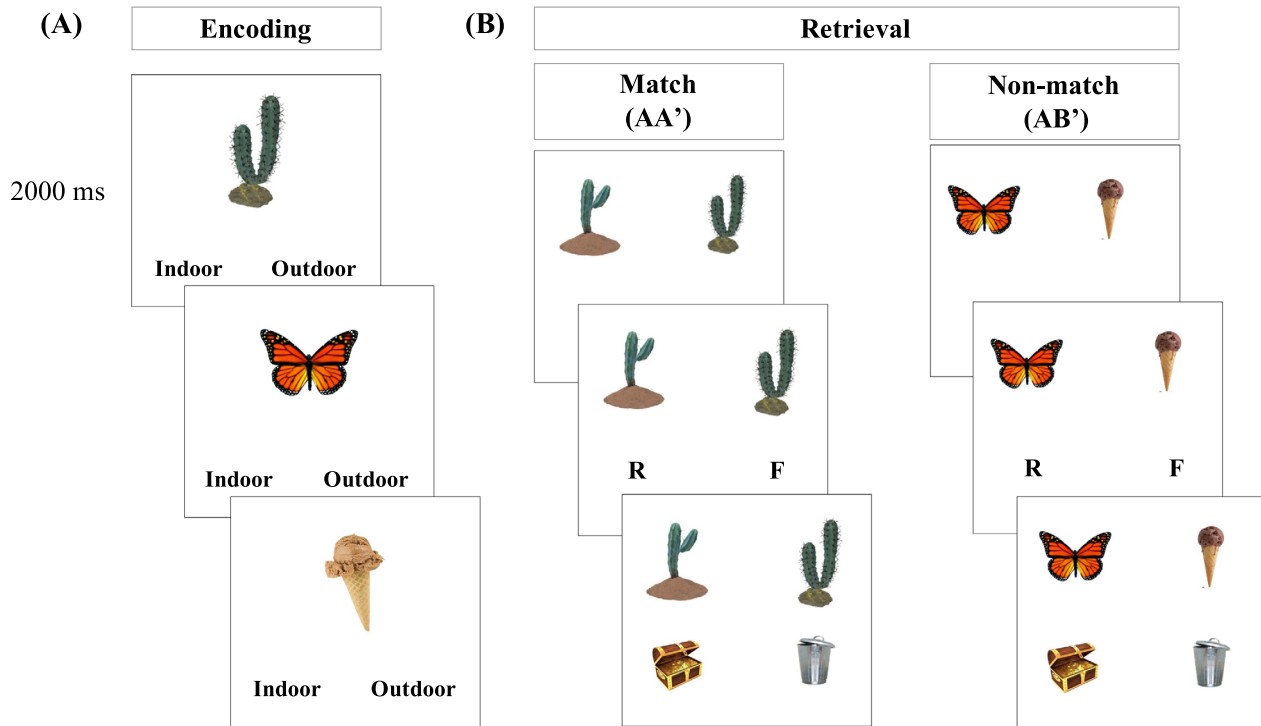 (A)
Encoding
(B)
Retrieval
Match
(AA’)
Non-match
(AB’)
2000 ms
Indoor Outdoor
Indoor Outdoor
Indoor Outdoor
R F
R F